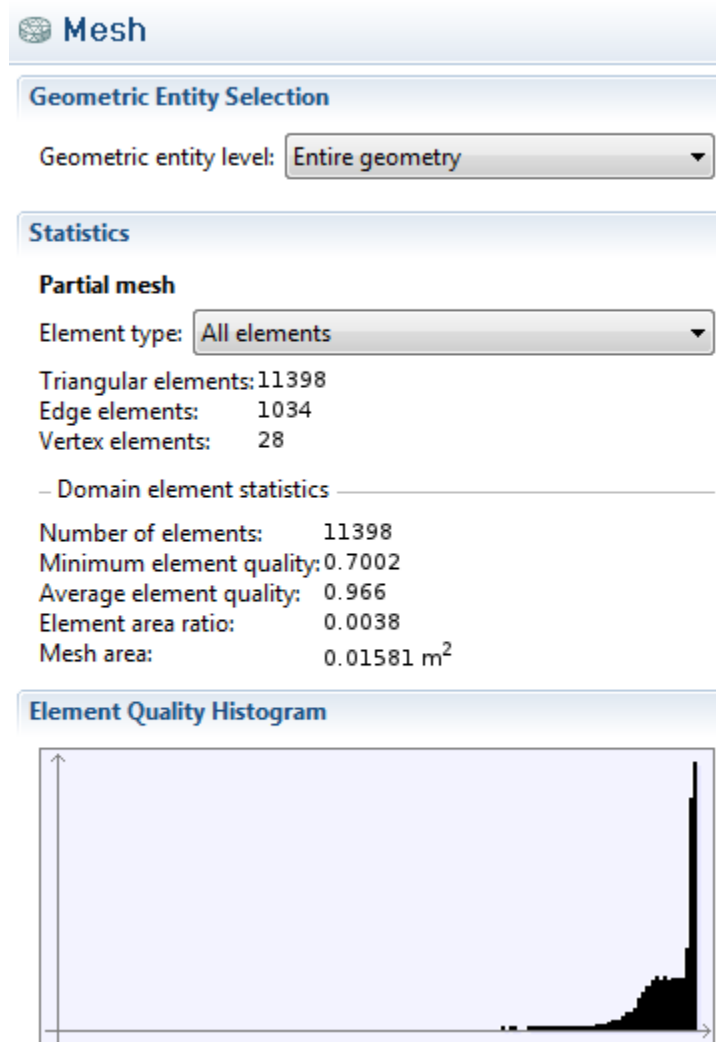 Mesh
Geometric Entity Selection
Geometric entity level: Entire geometry
Statistics
Partial mesh
Element type: All elements
Triangular elements: 11398
Edge elements: 1034
Vertex elements: 28
Domain element statistics
Number of elements: 11398
Minimum element quality: 0.7002
Average element quality: 0.966
Element area ratio: 0.0038
Mesh area: 0.01581 m²
Element Quality Histogram